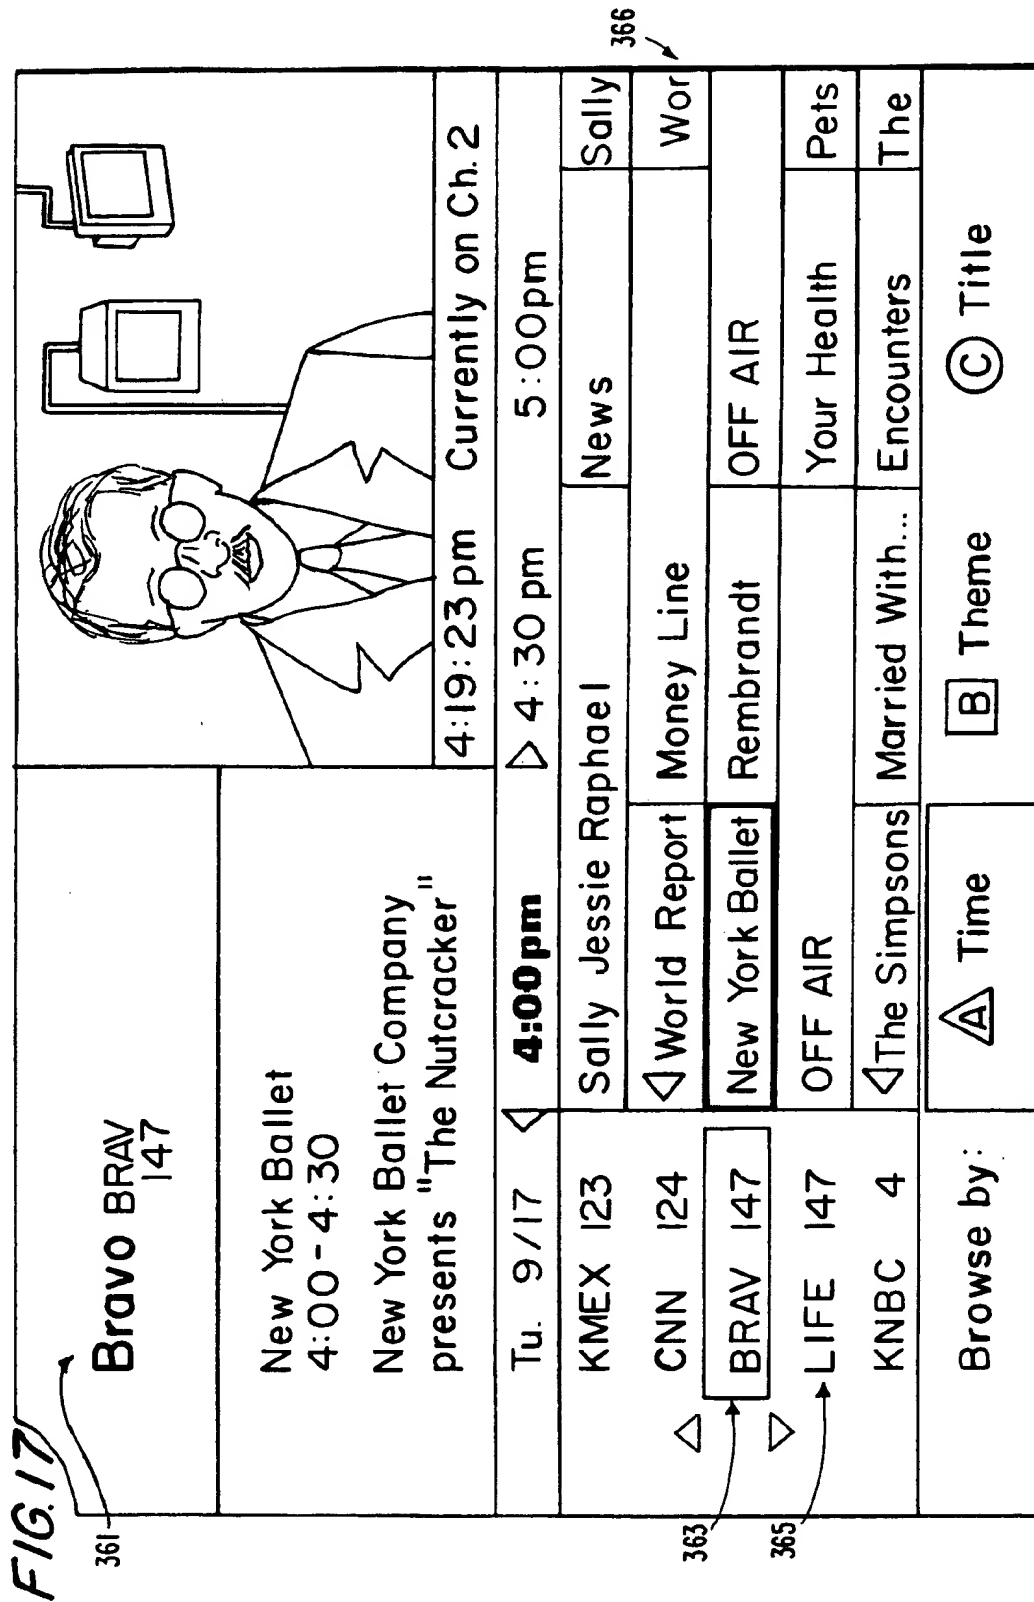 FIG. 17
361
Bravo BRAV
147
New York Ballet
4:00-4:30
New York Ballet Company
presents "The Nutcracker"
4:19:23 pm Currently on Ch. 2
Tu. 9/17 4:00pm 4:30 pm 5:00pm
KMEX 123 Sally Jessie Raphael News Sally
CNN 124 World Report Money Line Wor
366
363
BRAV 147 New York Ballet Rembrandt OFF AIR
365
LIFE 147 OFF AIR Your Health Pets
KNBC 4 The Simpsons Married With... Encounters The
Browse by: A Time B Theme C Title